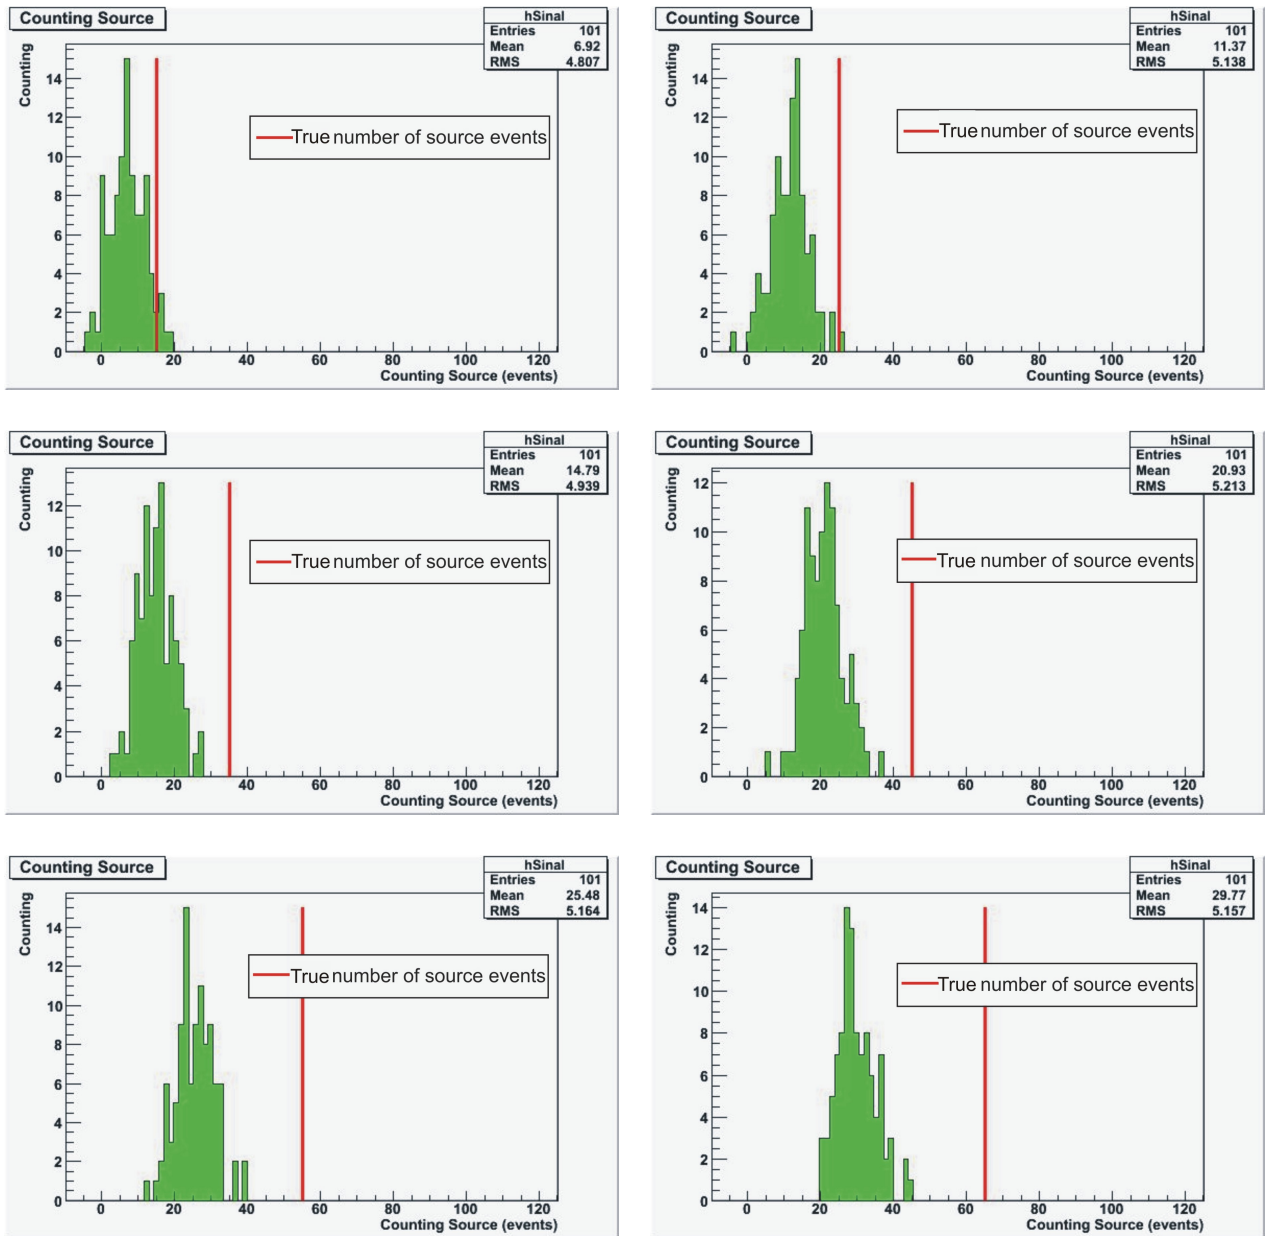 Counting Source
hSinal
Entries 101
Mean 6.92
RMS 4.807
Counting
14
12
10
8
6
4
2
0
True number of source events
0 20 40 60 80 100 120
Counting Source (events)
Counting Source
hSinal
Entries 101
Mean 11.37
RMS 5.138
Counting
14
12
10
8
6
4
2
0
True number of source events
0 20 40 60 80 100 120
Counting Source (events)
Counting Source
hSinal
Entries 101
Mean 14.79
RMS 4.939
Counting
12
10
8
6
4
2
0
True number of source events
0 20 40 60 80 100 120
Counting Source (events)
Counting Source
hSinal
Entries 101
Mean 20.93
RMS 5.213
Counting
12
10
8
6
4
2
0
True number of source events
0 20 40 60 80 100 120
Counting Source (events)
Counting Source
hSinal
Entries 101
Mean 25.48
RMS 5.164
Counting
14
12
10
8
6
4
2
0
True number of source events
0 20 40 60 80 100 120
Counting Source (events)
Counting Source
hSinal
Entries 101
Mean 29.77
RMS 5.157
Counting
14
12
10
8
6
4
2
0
True number of source events
0 20 40 60 80 100 120
Counting Source (events)